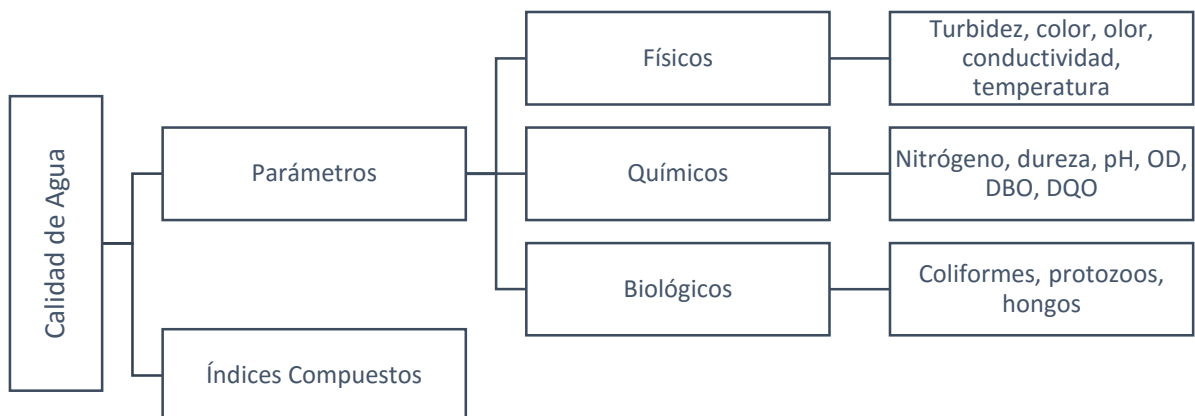 Calidad de Agua
Parámetros
Físicos
Turbidez, color, olor,
conductividad,
temperatura
Químicos
Nitrógeno, dureza, pH, OD,
DBO, DQO
Biológicos
Coliformes, protozoos,
hongos
Índices Compuestos